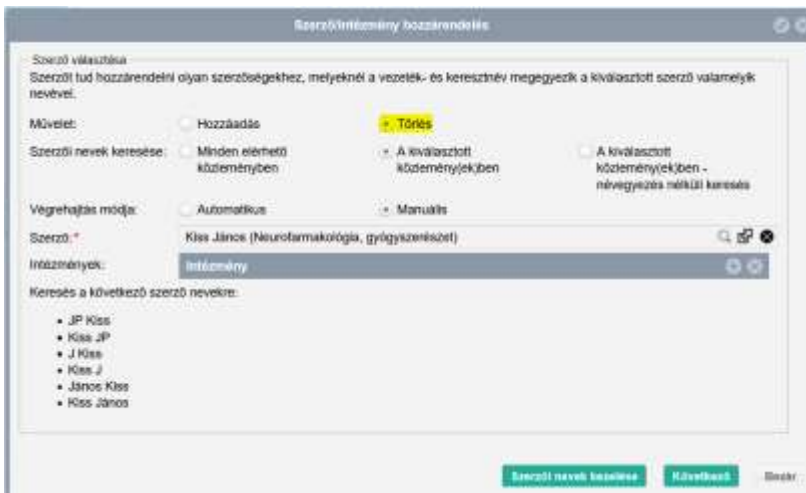 Szerző/Intézmény hozzárendelés
Szerző választása
Szerzőt tud hozzárendelni olyan szerzőségekhez, melyeknél a vezeték- és keresztnév megegyezik a kiválasztott szerző valamelyik
nevével.
Művelet: Hozzáadás Törlés
Szerzői nevek keresése: Minden elérhető közleményben A kiválasztott közlemény(ek)ben A kiválasztott közlemény(ek)ben - névegyezés nélküli keresés
Végrehajtás módja: Automatikus Manuális
Szerző:* Kiss János (Neurofarmakológia, gyógyszerészet)
Intézmények: Intézmény
Keresés a következő szerző nevekre:
• JP Kiss
• Kiss JP
• J Kiss
• Kiss J
• János Kiss
• Kiss János
Szerzői nevek kezelése Következő Bezár